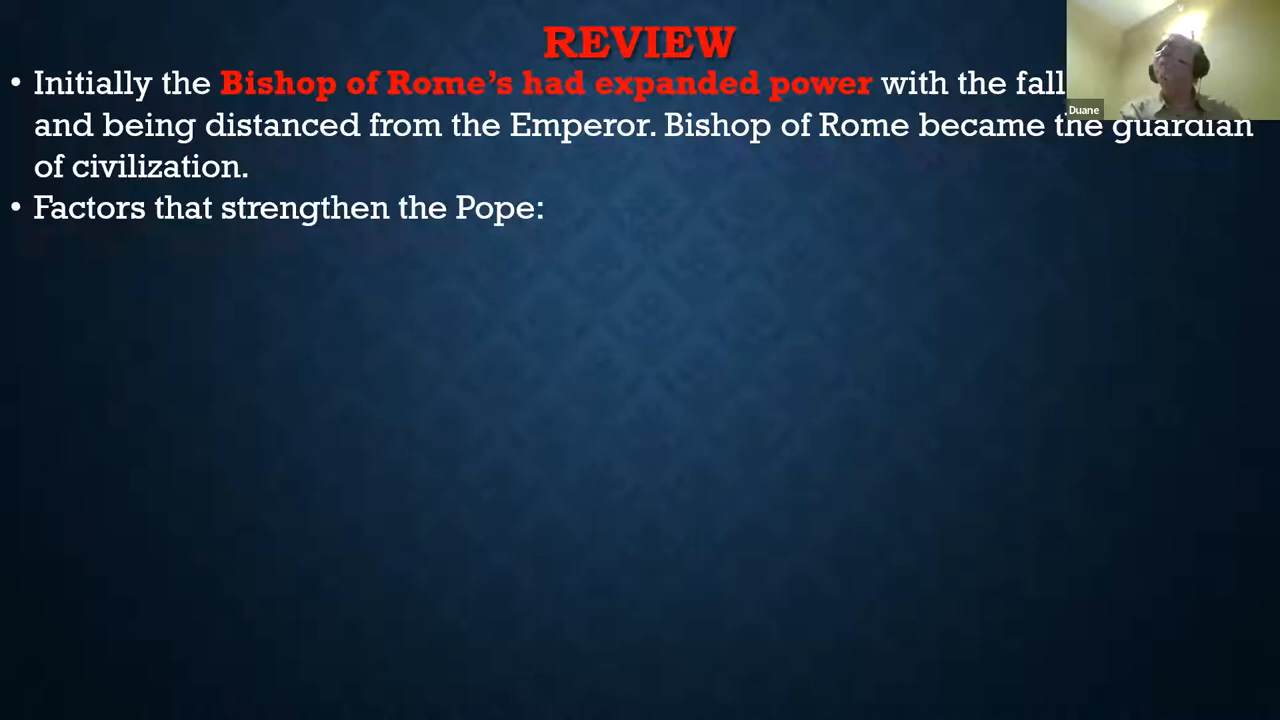 REVIEW
• Initially the Bishop of Rome's had expanded power with the fall
Duane
and being distanced from the Emperor. Bishop of Rome became the guardian
of civilization.
• Factors that strengthen the Pope: